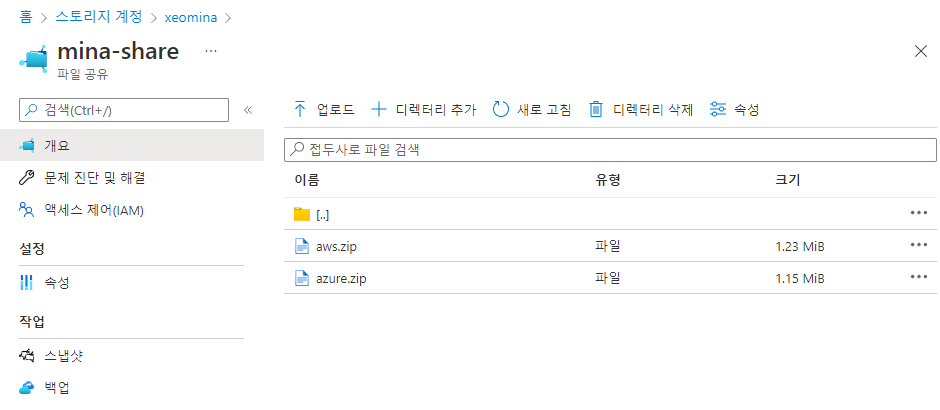 홈 > 스토리지 계정 > xeomina >
mina-share ...
파일 공유
검색(Ctrl+/)
개요
문제 진단 및 해결
액세스 제어(IAM)
설정
속성
작업
스냅샷
백업
업로드 디렉터리 추가 새로 고침 디렉터리 삭제 속성
접두사로 파일 검색
이름 유형 크기
[..]
aws.zip 파일 1.23 MiB
azure.zip 파일 1.15 MiB